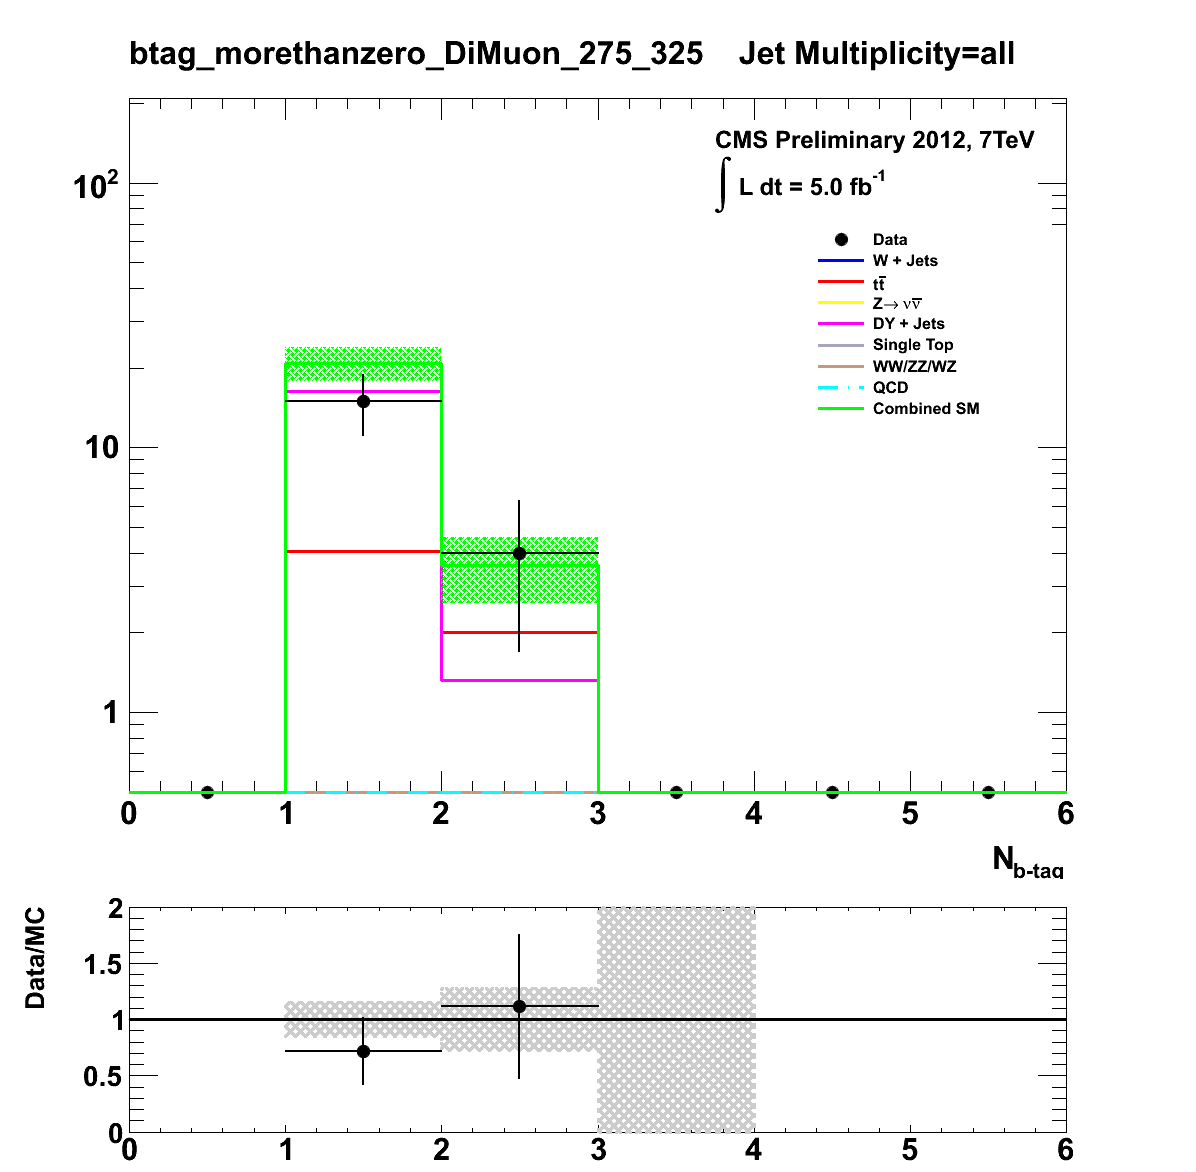 btag_morethanzero_DiMuon_275_325 Jet Multiplicity=all
CMS Preliminary 2012, 7TeV
∫ L dt = 5.0 fb⁻¹
Data
W + Jets
tt̅
Z→ νν̅
DY + Jets
Single Top
WW/ZZ/WZ
QCD
Combined SM
10²
10
1
0 1 2 3 4 5 6
N_b-tag
Data/MC
2
1.5
1
0.5
0
0 1 2 3 4 5 6